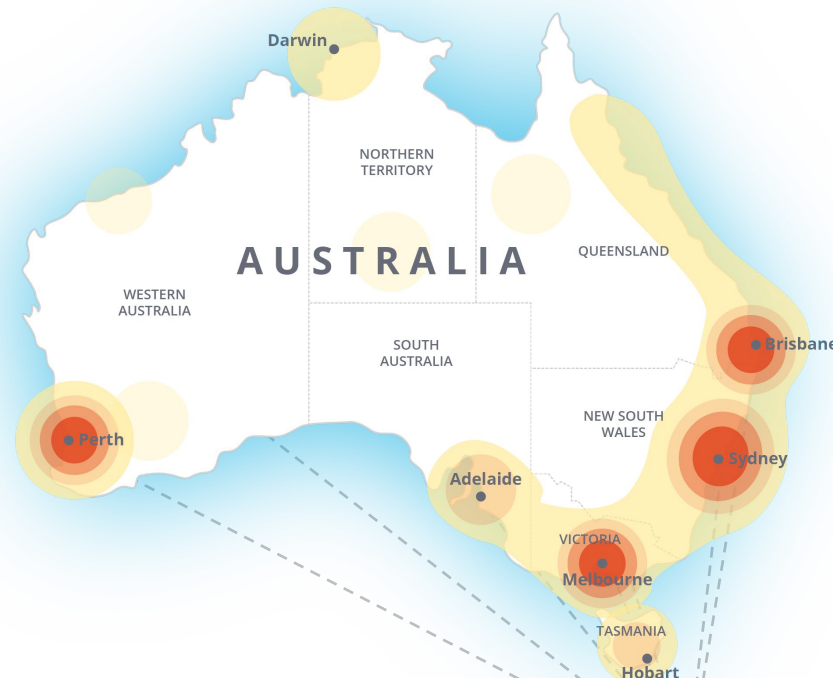 Darwin
NORTHERN
TERRITORY
AUSTRALIA
QUEENSLAND
WESTERN
AUSTRALIA
SOUTH
AUSTRALIA
Brisbane
NEW SOUTH
WALES
Perth
Sydney
Adelaide
VICTORIA
Melbourne
TASMANIA
Hobart